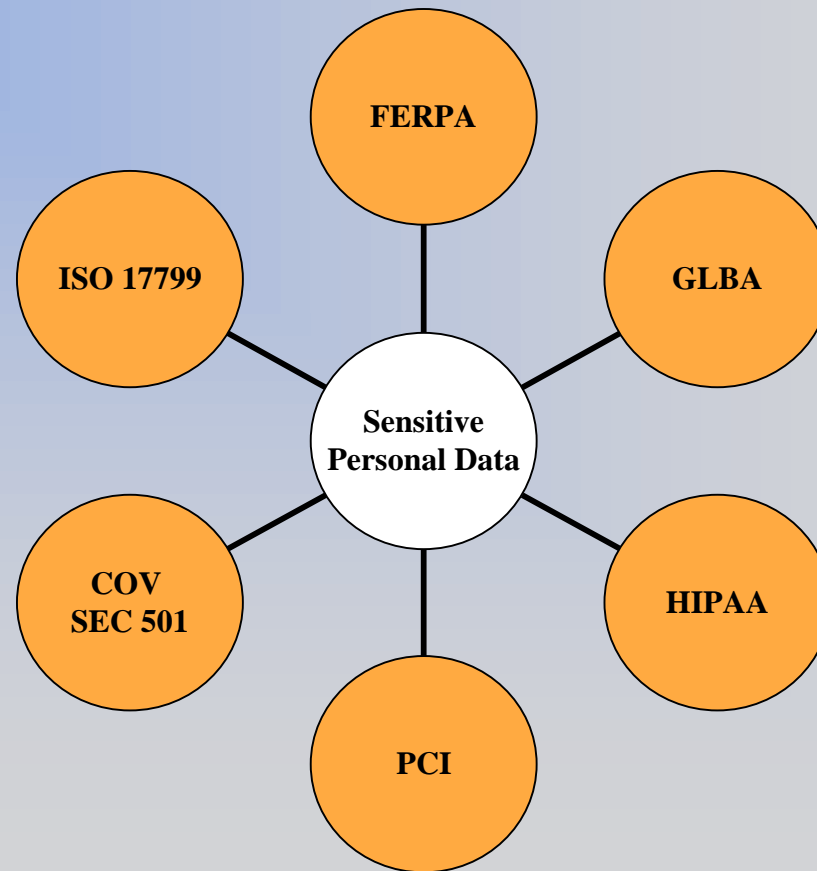 FERPA
ISO 17799
GLBA
Sensitive
Personal Data
COV
SEC 501
HIPAA
PCI